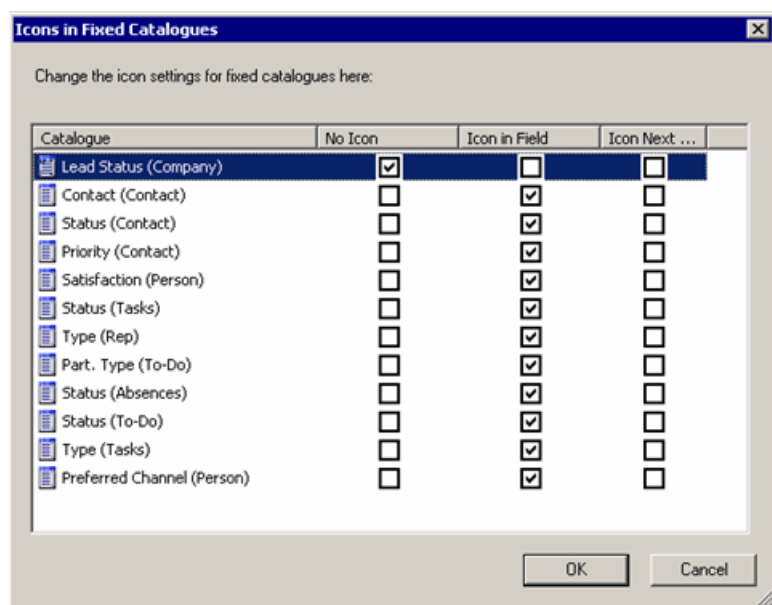 Icons in Fixed Catalogues
Change the icon settings for fixed catalogues here:
Catalogue No Icon Icon in Field Icon Next ...
Lead Status (Company)
Contact (Contact)
Status (Contact)
Priority (Contact)
Satisfaction (Person)
Status (Tasks)
Type (Rep)
Part. Type (To-Do)
Status (Absences)
Status (To-Do)
Type (Tasks)
Preferred Channel (Person)
OK Cancel